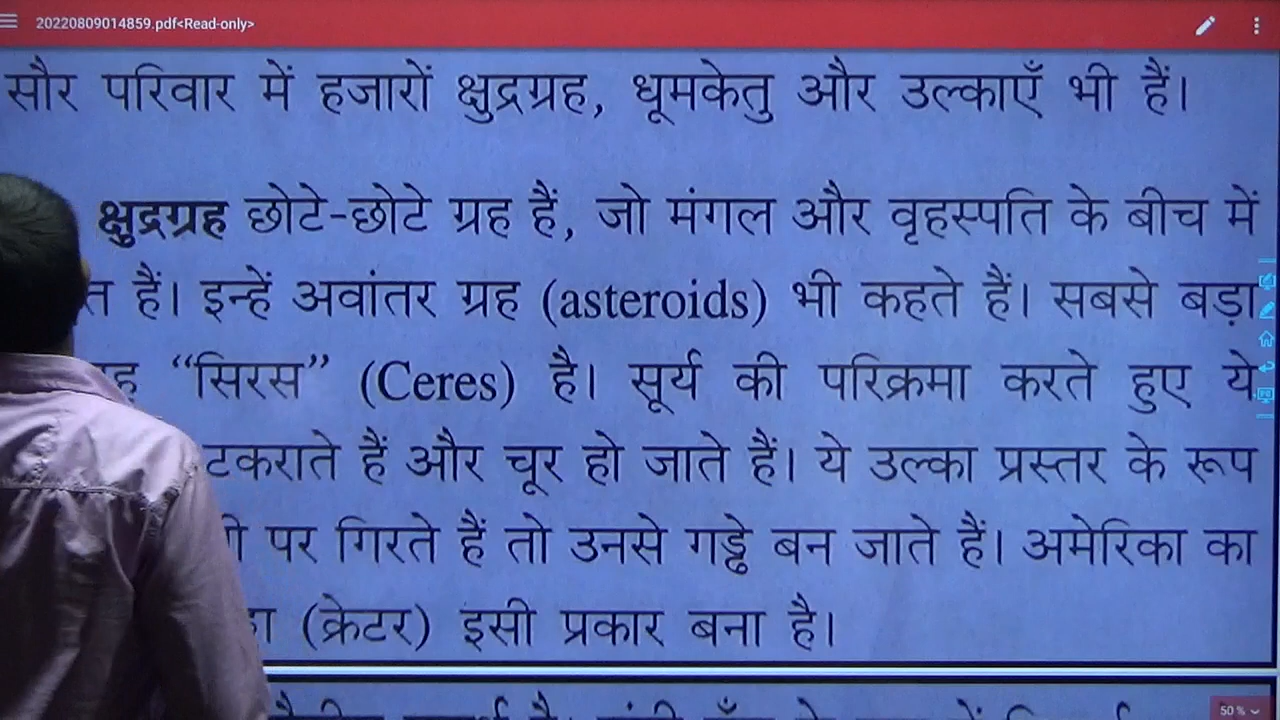 20220809014859.pdf<Read-only>
सौर परिवार में हजारों क्षुद्रग्रह, धूमकेतु और उल्काएँ भी हैं।
क्षुद्रग्रह छोटे-छोटे ग्रह हैं, जो मंगल और वृहस्पति के बीच में
हैं। इन्हें अवांतर ग्रह (asteroids) भी कहते हैं। सबसे बड़ा
“सिरस” (Ceres) है। सूर्य की परिक्रमा करते हुए ये
टकराते हैं और चूर हो जाते हैं। ये उल्का प्रस्तर के रूप
पर गिरते हैं तो उनसे गड्ढे बन जाते हैं। अमेरिका का
(क्रेटर) इसी प्रकार बना है।
50 %